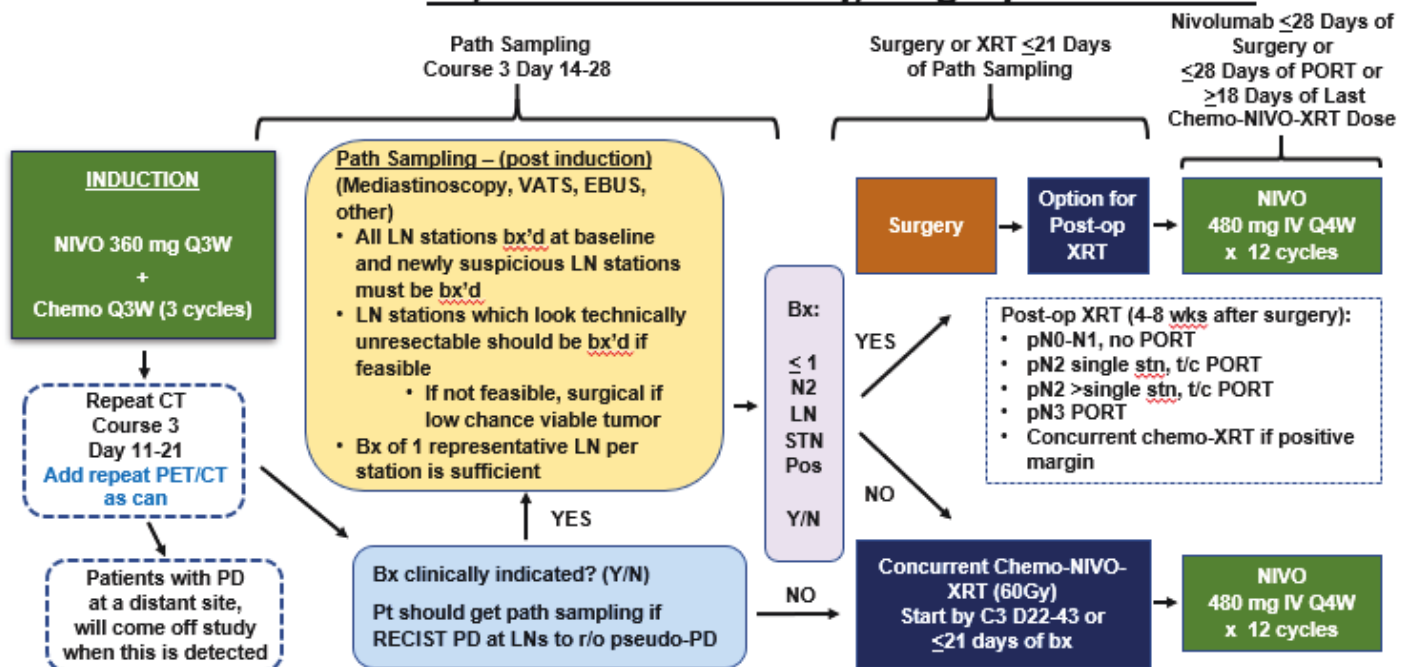 Path Sampling
Course 3 Day 14-28
Surgery or XRT ≤21 Days
of Path Sampling
Nivolumab ≤28 Days of
Surgery or
≤28 Days of PORT or
≥18 Days of Last
Chemo-NIVO-XRT Dose
INDUCTION
NIVO 360 mg Q3W
+
Chemo Q3W (3 cycles)
Repeat CT
Course 3
Day 11-21
Add repeat PET/CT
as can
Patients with PD
at a distant site,
will come off study
when this is detected
Path Sampling – (post induction)
(Mediastinoscopy, VATS, EBUS,
other)
• All LN stations bx'd at baseline
and newly suspicious LN stations
must be bx'd
• LN stations which look technically
unresectable should be bx'd if
feasible
• If not feasible, surgical if
low chance viable tumor
• Bx of 1 representative LN per
station is sufficient
YES
Bx clinically indicated? (Y/N)
Pt should get path sampling if
RECIST PD at LNs to r/o pseudo-PD
NO
Bx:
≤ 1
N2
LN
STN
Pos
Y/N
YES
NO
Surgery
Option for
Post-op
XRT
NIVO
480 mg IV Q4W
x 12 cycles
Post-op XRT (4-8 wks after surgery):
• pN0-N1, no PORT
• pN2 single stn, t/c PORT
• pN2 >single stn, t/c PORT
• pN3 PORT
• Concurrent chemo-XRT if positive
margin
Concurrent Chemo-NIVO-
XRT (60Gy)
Start by C3 D22-43 or
≤21 days of bx
NIVO
480 mg IV Q4W
x 12 cycles